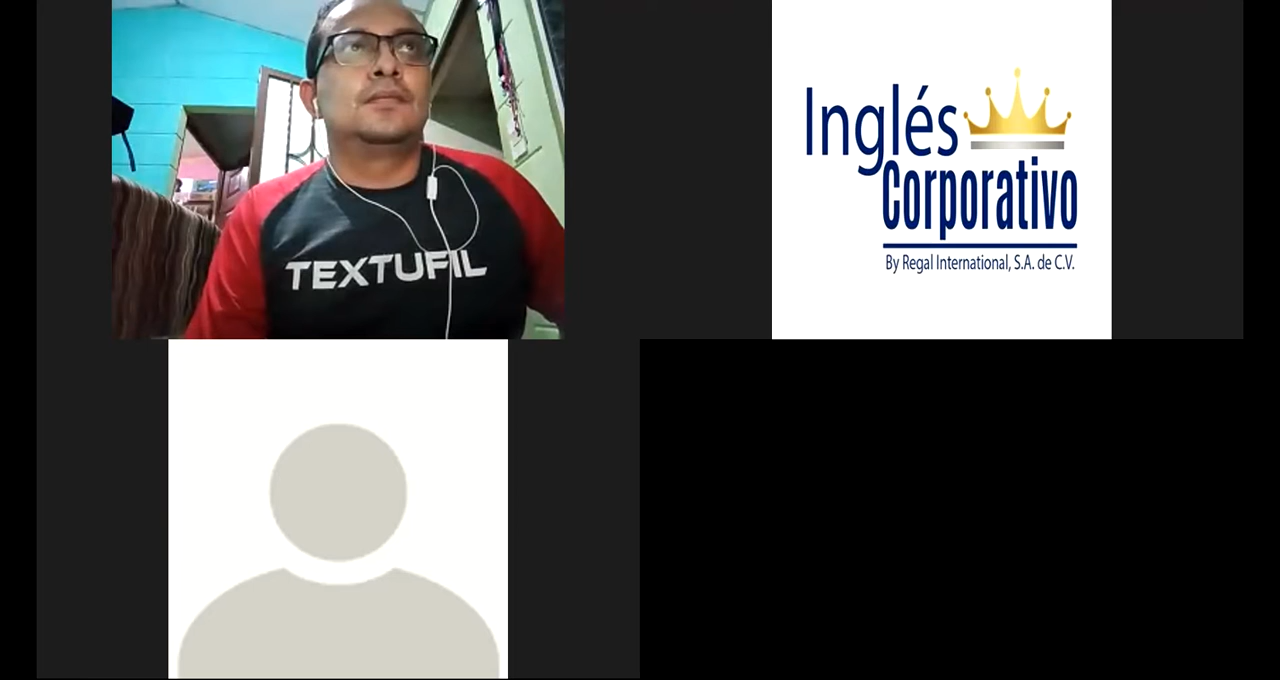 TEXTUFIL
Inglés
Corporativo
By Regal International, S.A. de C.V.